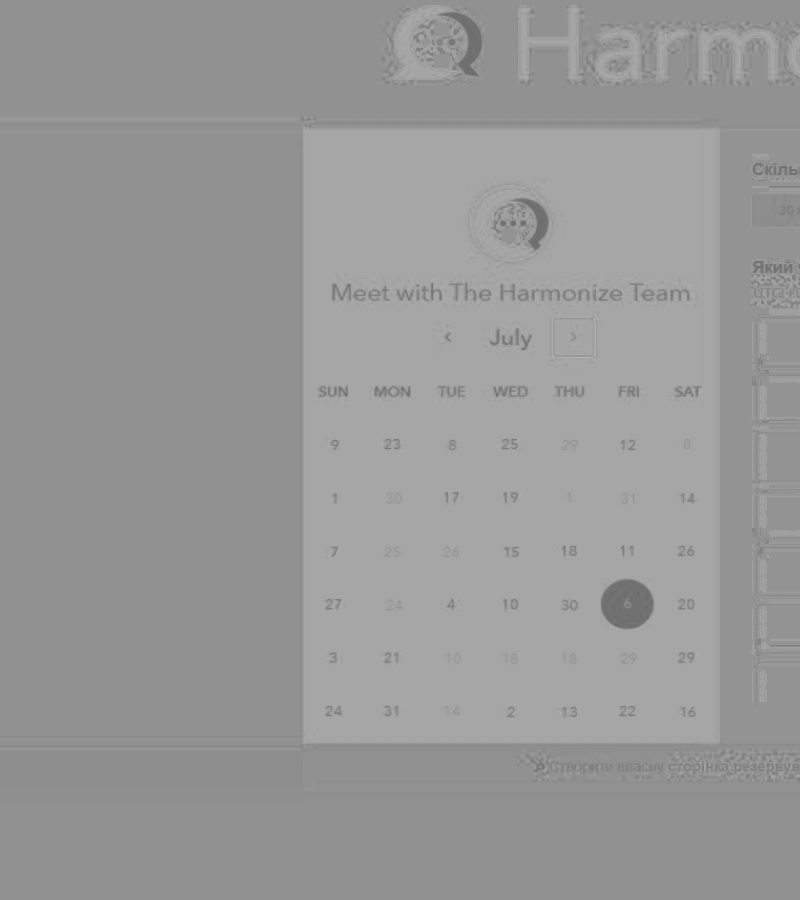 Harmo
Скіль
30
Meet with The Harmonize Team
Який
July
SUN MON TUE WED THU FRI SAT
9 23 8 25 29 12 8
1 30 17 19 1 31 14
7 25 26 15 18 11 26
27 24 4 10 30 6 20
3 21 10 18 18 29 29
24 31 14 2 13 22 16
Створити власну сторінка резервув